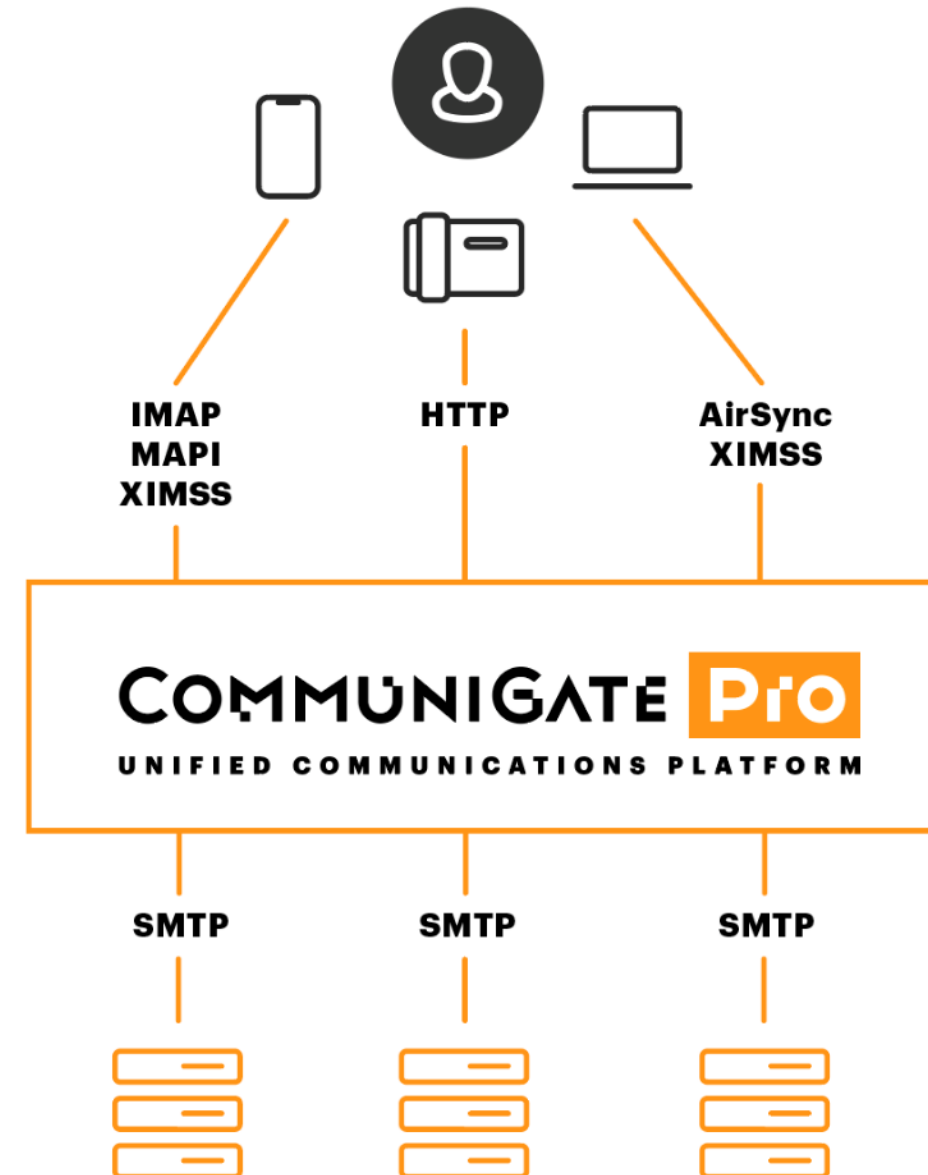 IMAP
MAPI
XIMSS
HTTP
AirSync
XIMSS
COMMUNIGATE Pro
UNIFIED COMMUNICATIONS PLATFORM
SMTP
SMTP
SMTP